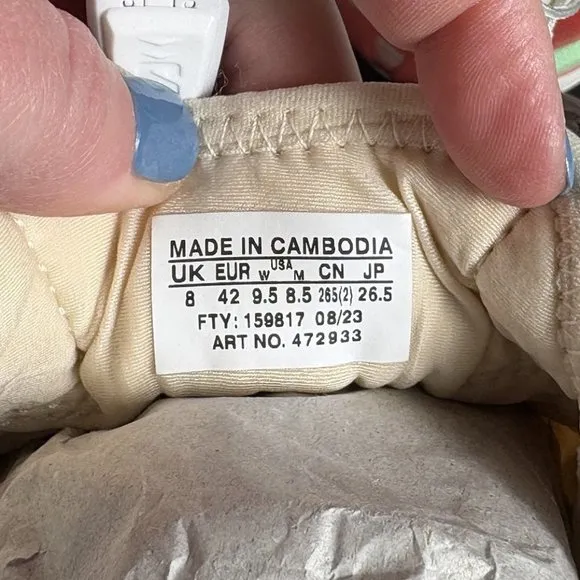 MADE IN CAMBODIA
UK EUR W USA M CN JP
8 42 9.5 8.5 265(2) 26.5
FTY: 159817 08/23
ART NO. 472933